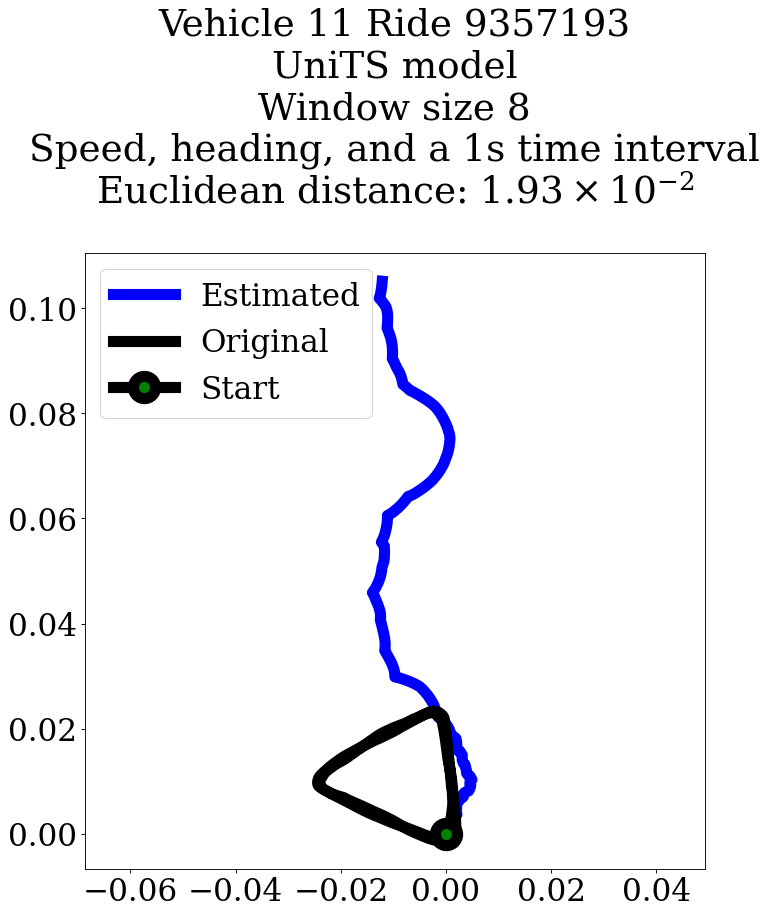 Vehicle 11 Ride 9357193
UniTS model
Window size 8
Speed, heading, and a 1s time interval
Euclidean distance: 1.93 × 10⁻²
Estimated
Original
Start
0.10
0.08
0.06
0.04
0.02
0.00
−0.06 −0.04 −0.02 0.00 0.02 0.04